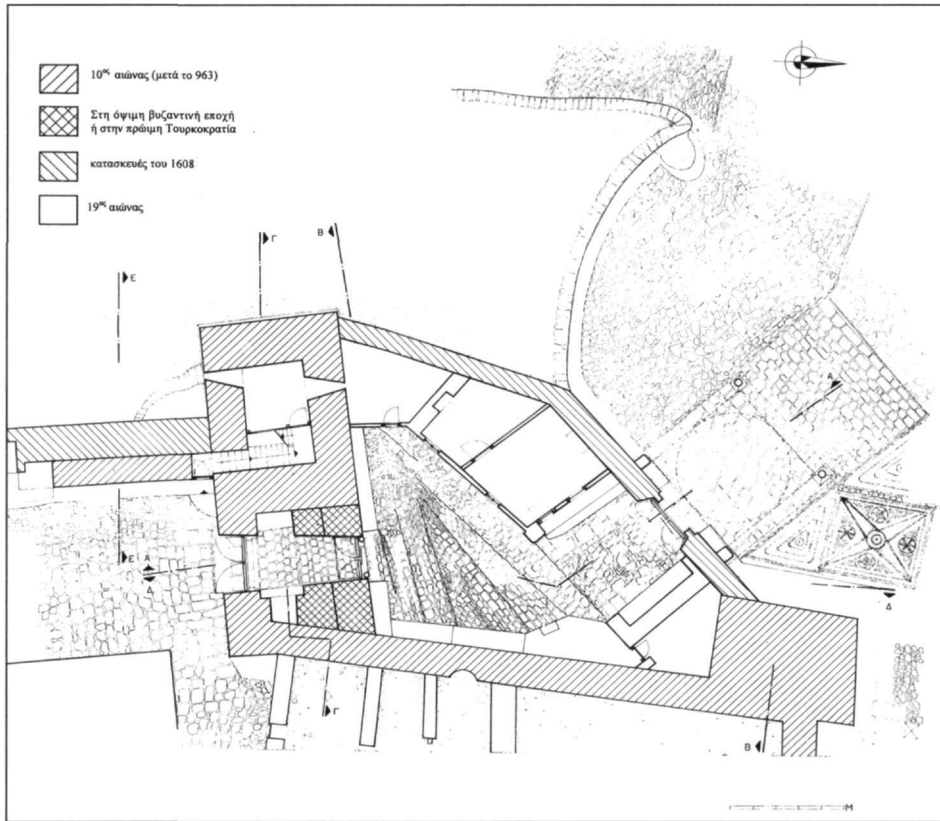 10ος αιώνας (μετά το 963)
Στη όψιμη βυζαντινή εποχή
ή στην πρώιμη Τουρκοκρατία
κατασκευές του 1608
19ος αιώνας
Γ
Β
Ε
Α
Ε
Α
Δ
Δ
Γ
Β
Μ